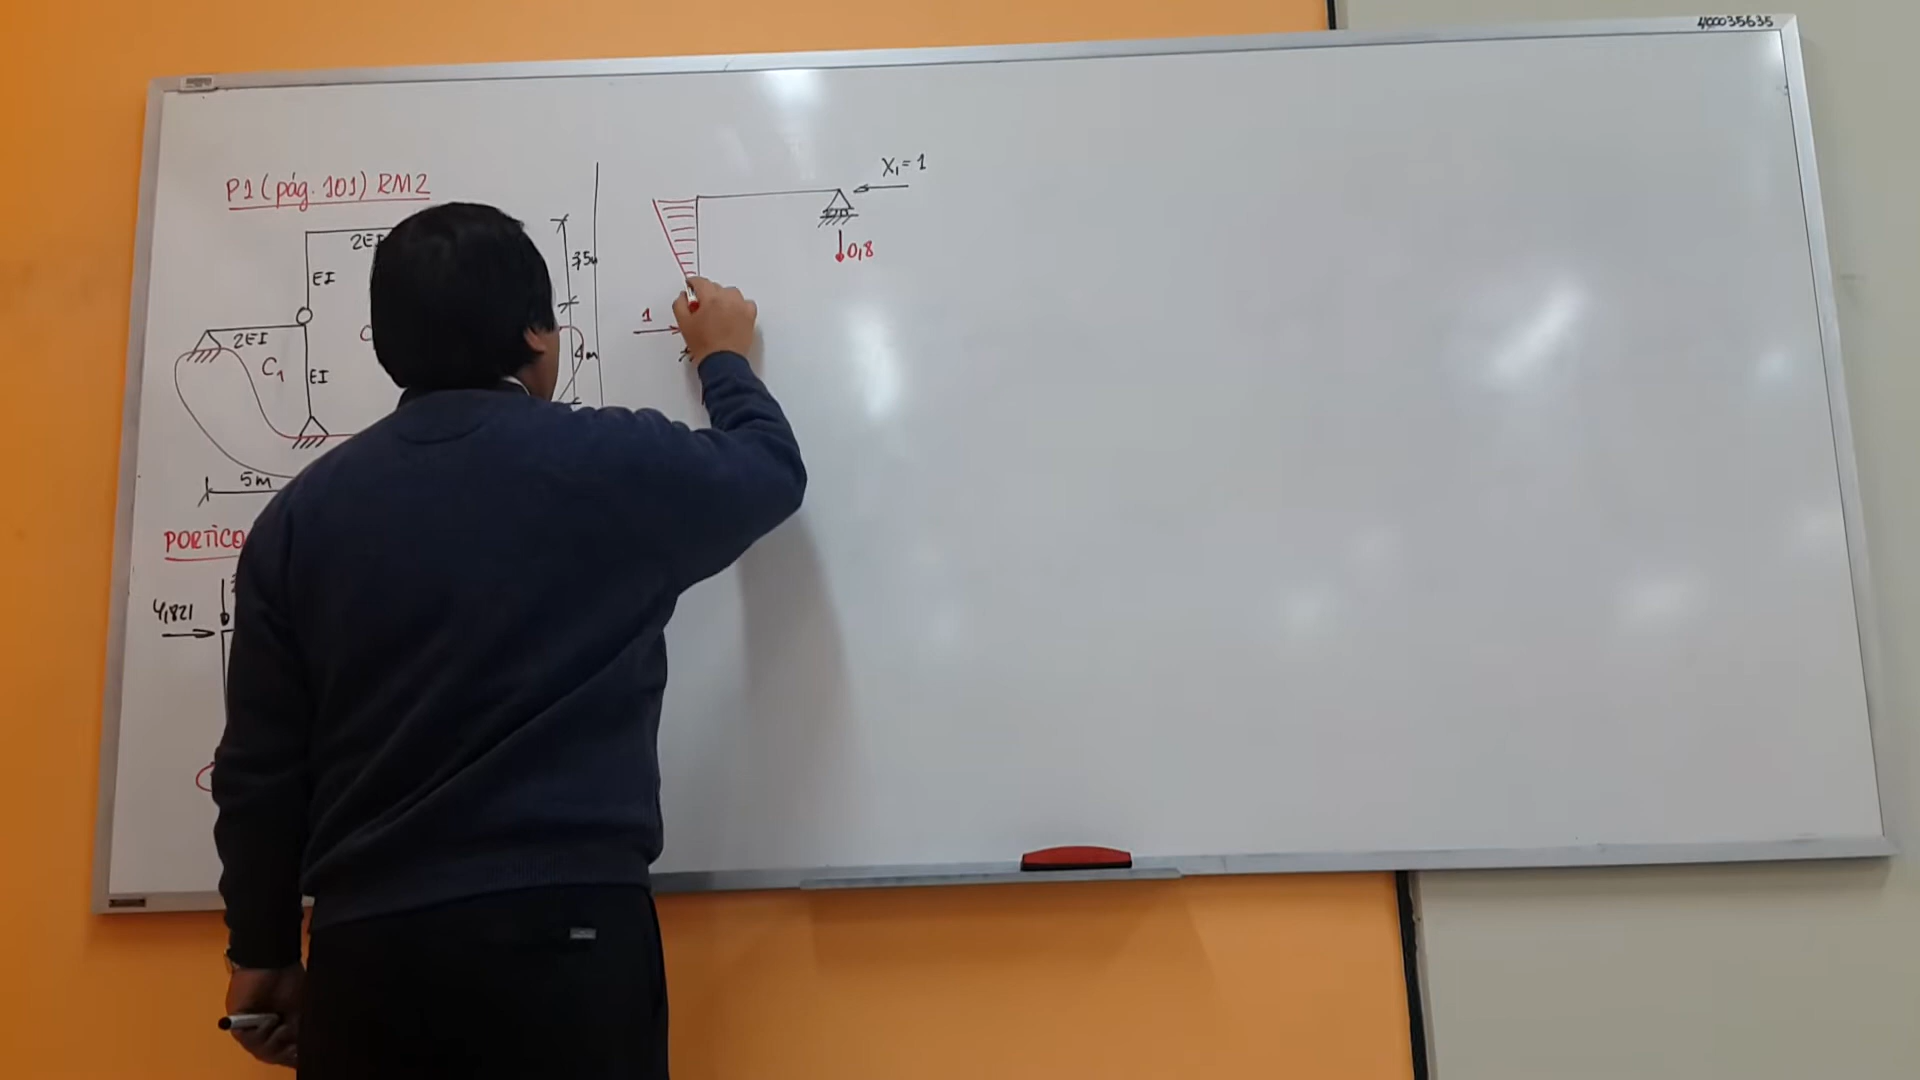 400035635
P1 (pág. 101) RM2
2EI
EI
2EI
C1
EI
3,5m
4m
5m
X1 = 1
0,8
1
PORTICO
4,821